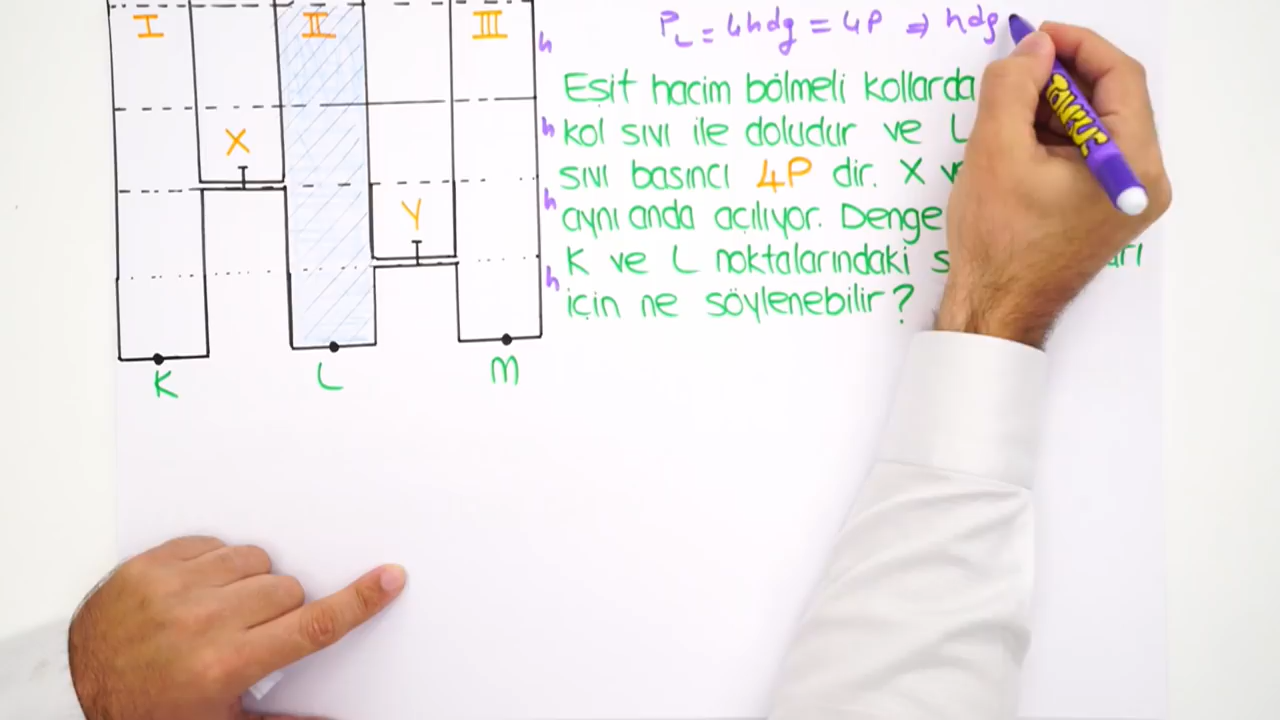 P_L = 4hdg = 4P ⇒ hdg
I II III
h
Eşit hacim bölmeli kollarda
X
h
kol sıvı ile doludur ve L
sıvı basıncı 4P dir. X
Y
h
aynı anda açılıyor. Denge
K ve L noktalarındaki
h
için ne söylenebilir?
K L M